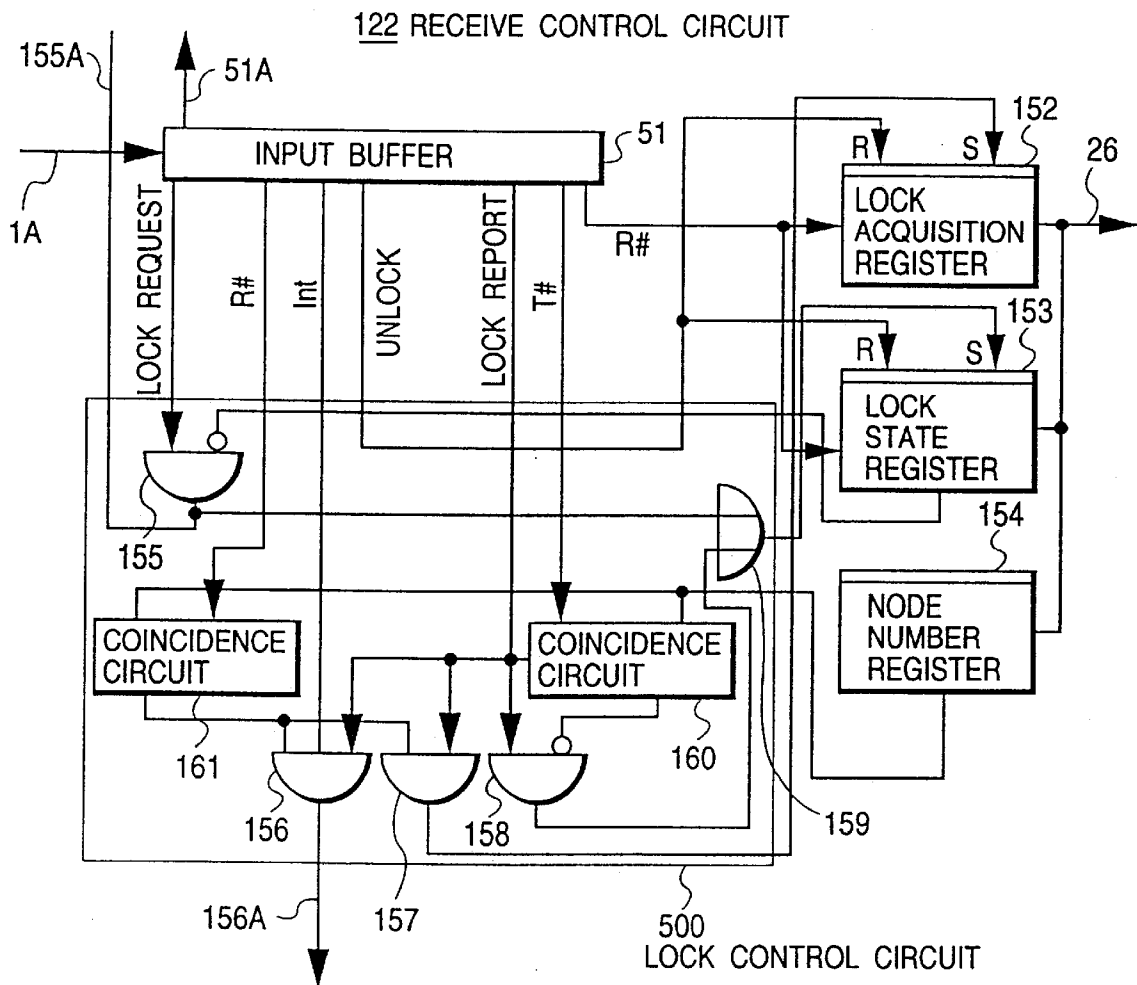 122 RECEIVE CONTROL CIRCUIT
155A
51A
51
152
R
S
26
INPUT BUFFER
1A
LOCK REQUEST
R#
Int
UNLOCK
LOCK REPORT
T#
R#
LOCK
ACQUISITION
REGISTER
153
R
S
LOCK
STATE
REGISTER
155
154
NODE
NUMBER
REGISTER
COINCIDENCE
CIRCUIT
COINCIDENCE
CIRCUIT
159
161
160
156
158
156A
157
500
LOCK CONTROL CIRCUIT